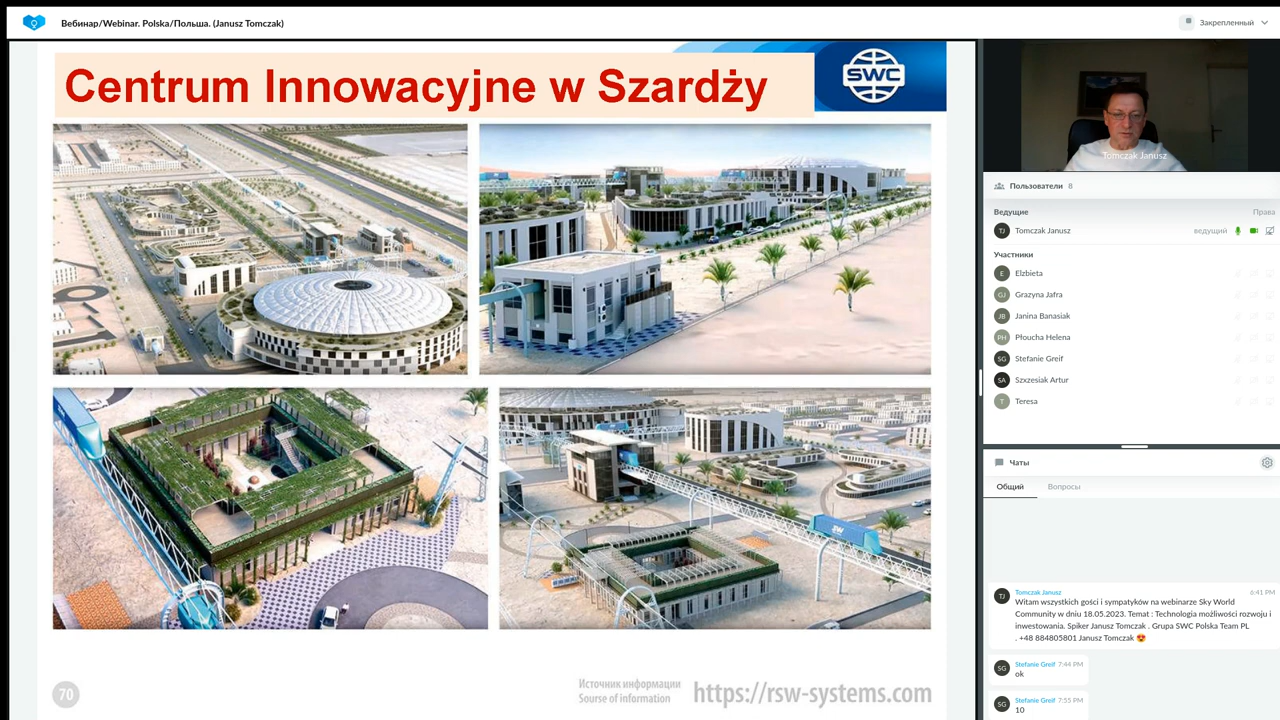 Вебинар/Webinar. Polska/Польша. (Janusz Tomczak)
Закрепленный
Centrum Innowacyjne w Szardży
SWC
70
Источник информации
Sourse of information
https://rsw-systems.com
Tomczak Janusz
Пользователи 8
Ведущие Права
TJ Tomczak Janusz ведущий
Участники
E Elzbieta
GJ Grazyna Jafra
JB Janina Banasiak
PH Płoucha Helena
SG Stefanie Greif
SA Szxzesiak Artur
T Teresa
Чаты
Общий Вопросы
TJ Tomczak Janusz 6:41 PM
Witam wszystkich gości i sympatyków na webinarze Sky World
Community w dniu 18.05.2023. Temat : Technologia możliwości rozwoju i
inwestowania. Spiker Janusz Tomczak . Grupa SWC Polska Team PL
. +48 884805801 Janusz Tomczak 😍
SG Stefanie Greif 7:44 PM
ok
SG Stefanie Greif 7:55 PM
10